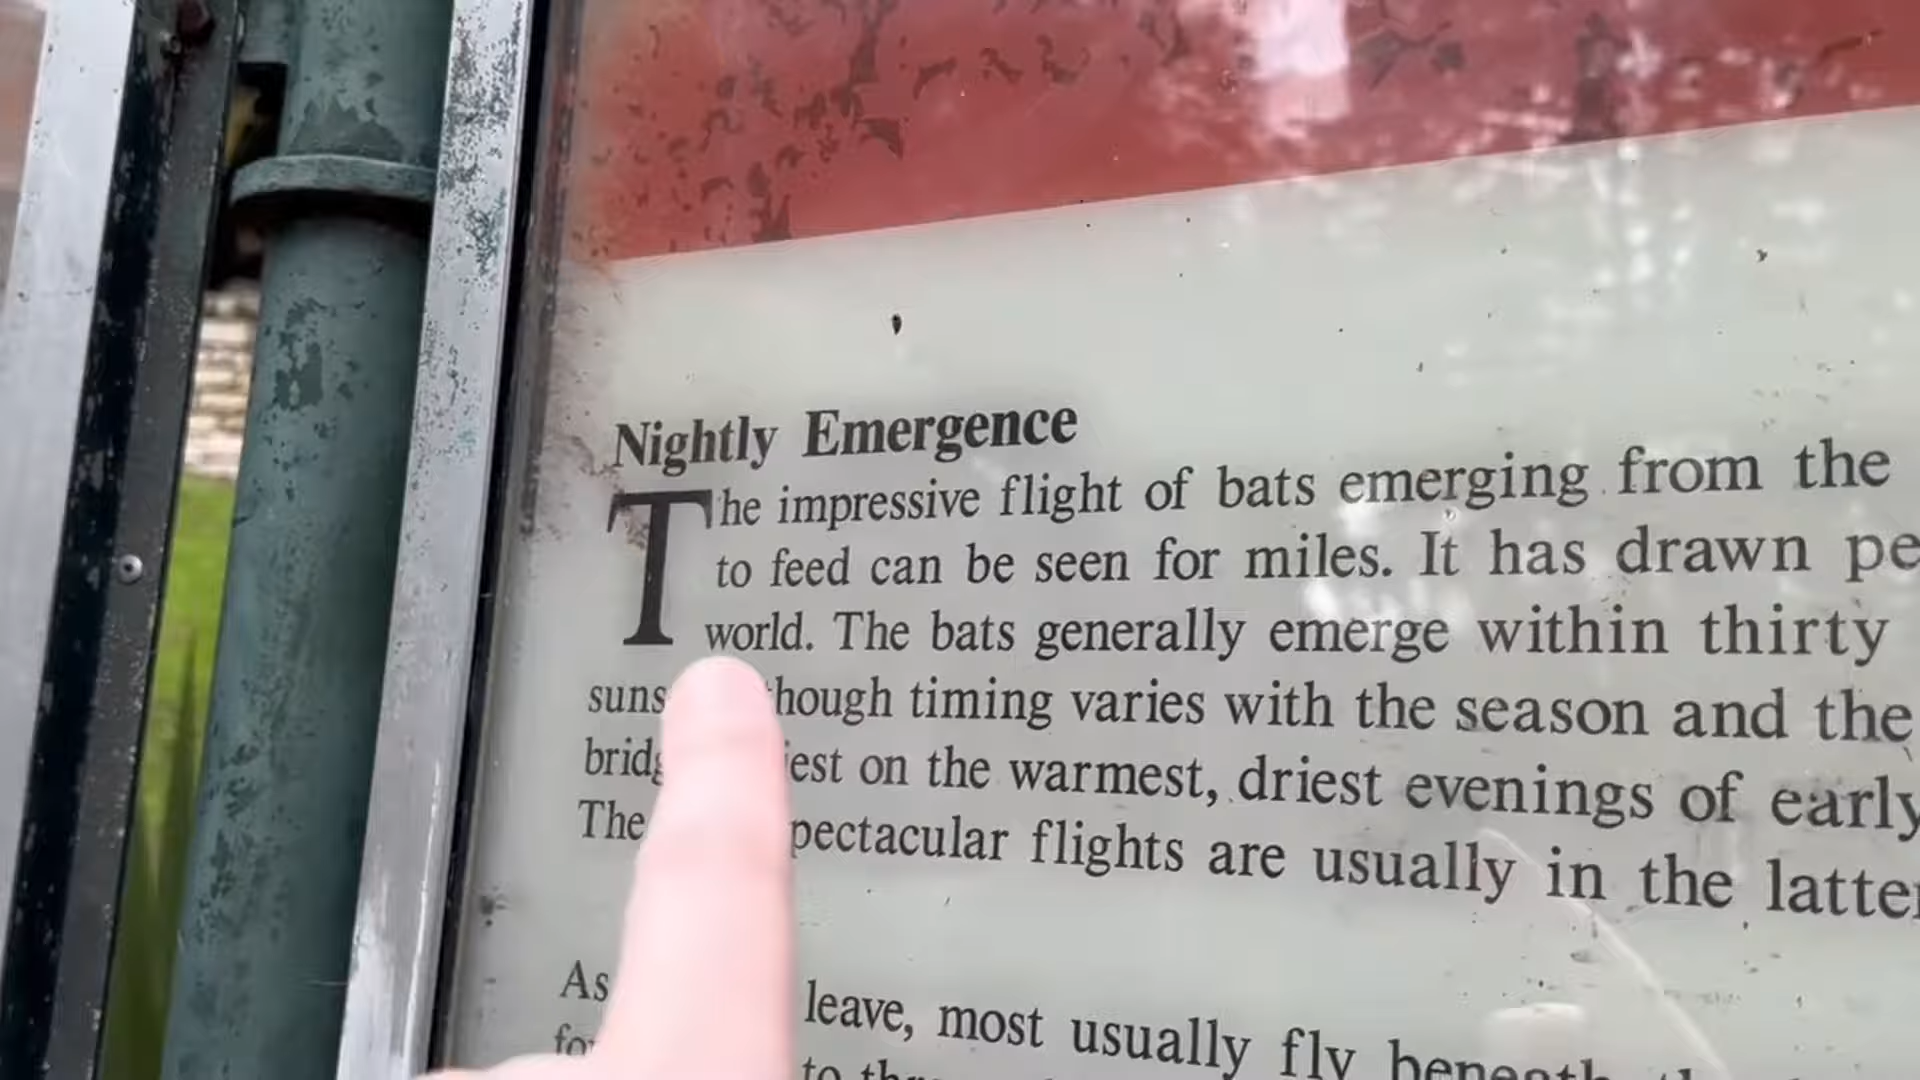 Nightly Emergence
The impressive flight of bats emerging from the
to feed can be seen for miles. It has drawn pe
world. The bats generally emerge within thirty
suns though timing varies with the season and the
bridg iest on the warmest, driest evenings of early
The pectacular flights are usually in the latter
As leave, most usually fly beneath
for to